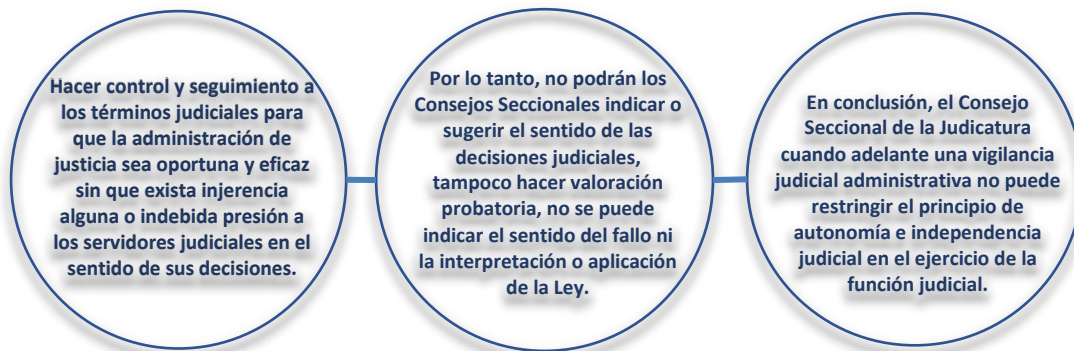 Hacer control y seguimiento a
los términos judiciales para
que la administración de
justicia sea oportuna y eficaz
sin que exista injerencia
alguna o indebida presión a
los servidores judiciales en el
sentido de sus decisiones.
Por lo tanto, no podrán los
Consejos Seccionales indicar o
sugerir el sentido de las
decisiones judiciales,
tampoco hacer valoración
probatoria, no se puede
indicar el sentido del fallo ni
la interpretación o aplicación
de la Ley.
En conclusión, el Consejo
Seccional de la Judicatura
cuando adelante una vigilancia
judicial administrativa no puede
restringir el principio de
autonomía e independencia
judicial en el ejercicio de la
función judicial.